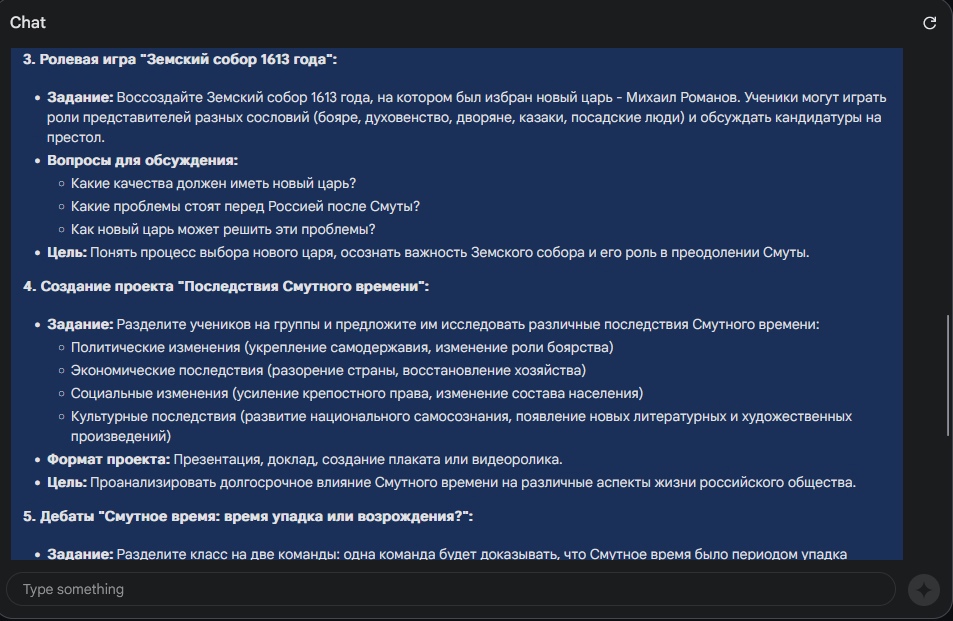 Chat
3. Ролевая игра "Земский собор 1613 года":
• Задание: Воссоздайте Земский собор 1613 года, на котором был избран новый царь - Михаил Романов. Ученики могут играть
роли представителей разных сословий (бояре, духовенство, дворяне, казаки, посадские люди) и обсуждать кандидатуры на
престол.
• Вопросы для обсуждения:
◦ Какие качества должен иметь новый царь?
◦ Какие проблемы стоят перед Россией после Смуты?
◦ Как новый царь может решить эти проблемы?
• Цель: Понять процесс выбора нового царя, осознать важность Земского собора и его роль в преодолении Смуты.
4. Создание проекта "Последствия Смутного времени":
• Задание: Разделите учеников на группы и предложите им исследовать различные последствия Смутного времени:
◦ Политические изменения (укрепление самодержавия, изменение роли боярства)
◦ Экономические последствия (разорение страны, восстановление хозяйства)
◦ Социальные изменения (усиление крепостного права, изменение состава населения)
◦ Культурные последствия (развитие национального самосознания, появление новых литературных и художественных
произведений)
• Формат проекта: Презентация, доклад, создание плаката или видеоролика.
• Цель: Проанализировать долгосрочное влияние Смутного времени на различные аспекты жизни российского общества.
5. Дебаты "Смутное время: время упадка или возрождения?":
• Задание: Разделите класс на две команды: одна команда будет доказывать, что Смутное время было периодом упадка
Type something